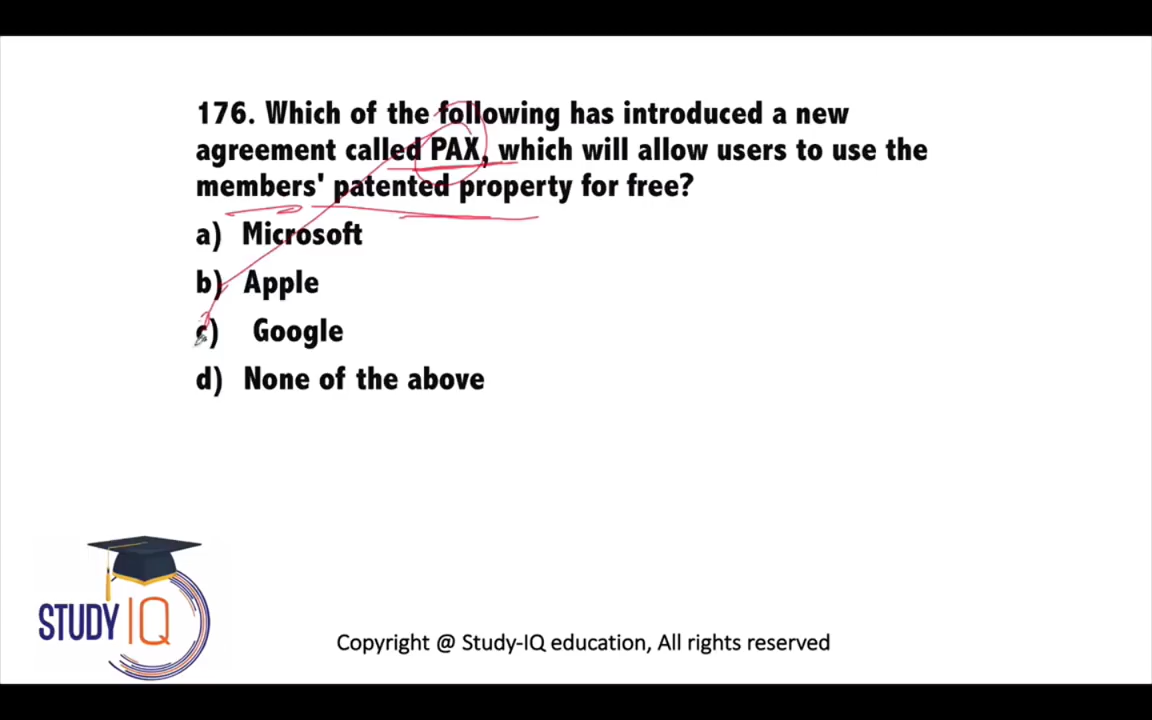 176. Which of the following has introduced a new
agreement called PAX, which will allow users to use the
members' patented property for free?
a) Microsoft
b) Apple
c) Google
d) None of the above
STUDY IQ
Copyright @ Study-IQ education, All rights reserved